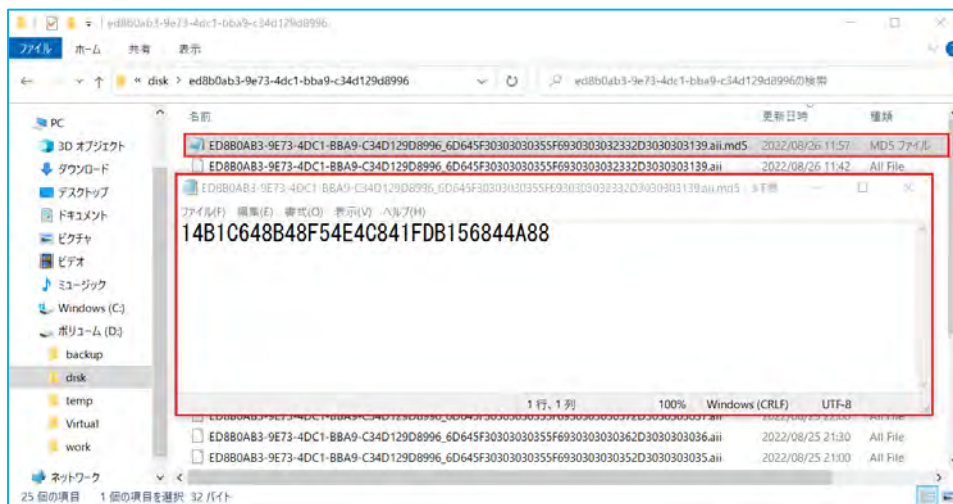 ed8b0ab3-9e73-4dc1-bba9-c34d129d8996
ファイル ホーム 共有 表示
« disk › ed8b0ab3-9e73-4dc1-bba9-c34d129d8996
ed8b0ab3-9e73-4dc1-bba9-c34d129d8996の検索
PC
3D オブジェクト
ダウンロード
デスクトップ
ドキュメント
ピクチャ
ビデオ
ミュージック
Windows (C:)
ボリューム (D:)
backup
disk
temp
Virtual
work
ネットワーク
名前 更新日時 種類
ED8B0AB3-9E73-4DC1-BBA9-C34D129D8996_6D645F30303030355F6930303032332D3030303139.aii.md5 2022/08/26 11:57 MD5 ファイル
ED8B0AB3-9E73-4DC1-BBA9-C34D129D8996_6D645F30303030355F6930303032332D3030303139.aii 2022/08/26 11:42 AII File
ED8B0AB3-9E73-4DC1-BBA9-C34D129D8996_6D645F30303030355F6930303032332D3030303139.aii.md5 - メモ帳
ファイル(F) 編集(E) 書式(O) 表示(V) ヘルプ(H)
14B1C648B48F54E4C841FDB156844A88
1 行、1 列 100% Windows (CRLF) UTF-8
ED8B0AB3-9E73-4DC1-BBA9-C34D129D8996_6D645F30303030355F6930303030362D3030303036.aii 2022/08/25 21:30 AII File
ED8B0AB3-9E73-4DC1-BBA9-C34D129D8996_6D645F30303030355F6930303030362D3030303035.aii 2022/08/25 21:00 AII File
25 個の項目 1 個の項目を選択 32 バイト